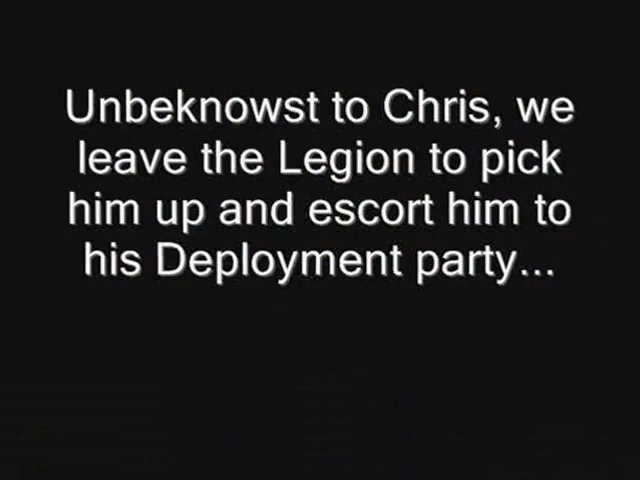 Unbeknowst to Chris, we
leave the Legion to pick
him up and escort him to
his Deployment party...